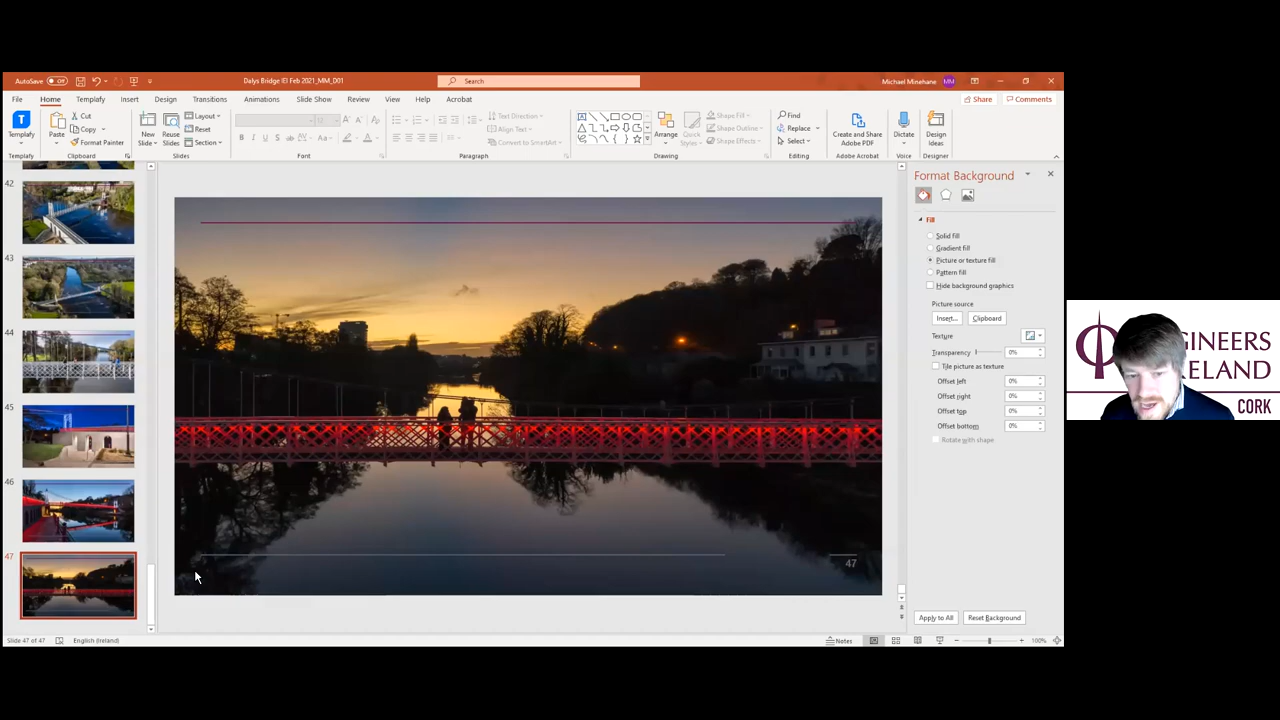 AutoSave Off
Dalys Bridge IEI Feb 2021_MM_D01
Search
Michael Minehane MM
File Home Templafy Insert Design Transitions Animations Slide Show Review View Help Acrobat
Share Comments
Templafy
Paste
Cut
Copy
Format Painter
New Slide
Reuse Slides
Layout
Reset
Section
B I U S
Aa
A
Text Direction
Align Text
Convert to SmartArt
Arrange
Quick Styles
Shape Fill
Shape Outline
Shape Effects
Find
Replace
Select
Create and Share Adobe PDF
Dictate
Design Ideas
Templafy Clipboard Slides Font Paragraph Drawing Editing Adobe Acrobat Voice Designer
42
43
44
45
46
47
47
Format Background
Fill
Solid fill
Gradient fill
Picture or texture fill
Pattern fill
Hide background graphics
Picture source
Insert... Clipboard
Texture
Transparency 0%
Tile picture as texture
Offset left 0%
Offset right 0%
Offset top 0%
Offset bottom 0%
Rotate with shape
Apply to All Reset Background
Slide 47 of 47 English (Ireland) Notes 100%
GINEERS
RELAND
CORK